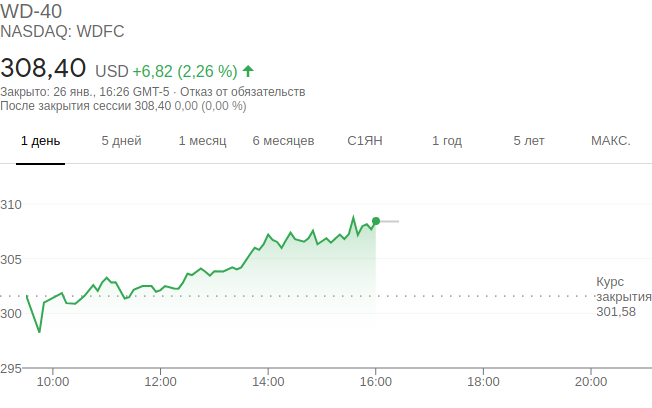 WD-40
NASDAQ: WDFC
308,40 USD +6,82 (2,26 %)
Закрыто: 26 янв., 16:26 GMT-5 · Отказ от обязательств
После закрытия сессии 308,40 0,00 (0,00 %)
1 день 5 дней 1 месяц 6 месяцев С1ЯН 1 год 5 лет МАКС.
310
305
300
295
Курс
закрытия
301,58
10:00 12:00 14:00 16:00 18:00 20:00